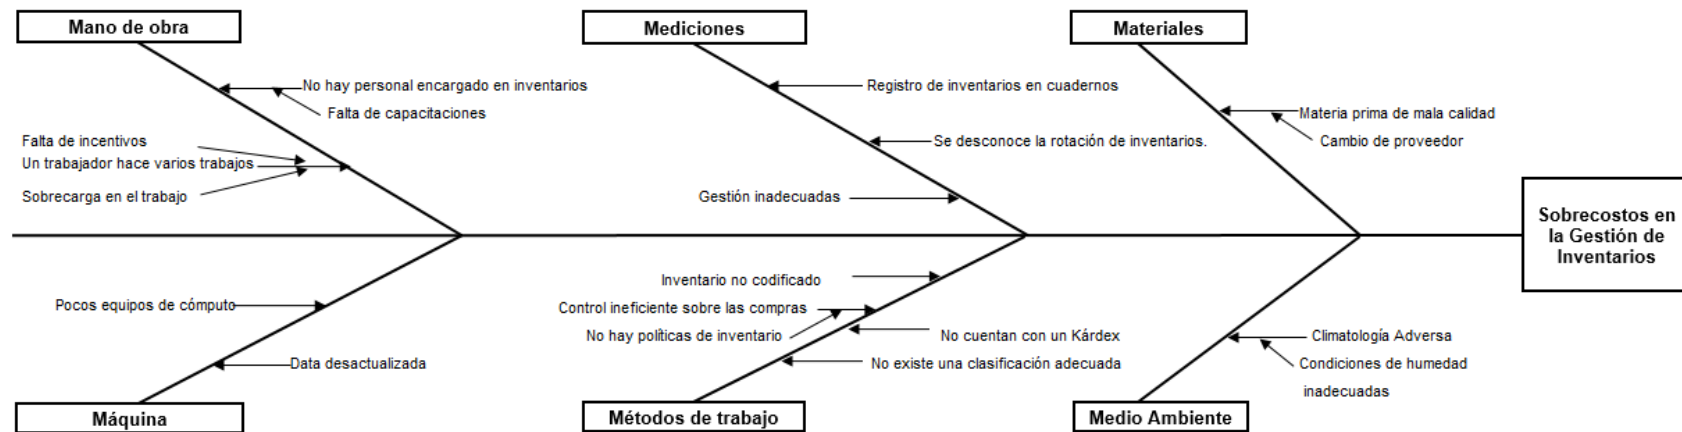 Mano de obra
Mediciones
Materiales
No hay personal encargado en inventarios
Falta de capacitaciones
Falta de incentivos
Un trabajador hace varios trabajos
Sobrecarga en el trabajo
Registro de inventarios en cuadernos
Se desconoce la rotación de inventarios.
Gestión inadecuadas
Materia prima de mala calidad
Cambio de proveedor
Sobrecostos en
la Gestión de
Inventarios
Pocos equipos de cómputo
Data desactualizada
Inventario no codificado
Control ineficiente sobre las compras
No hay políticas de inventario
No cuentan con un Kárdex
No existe una clasificación adecuada
Climatología Adversa
Condiciones de humedad
inadecuadas
Máquina
Métodos de trabajo
Medio Ambiente